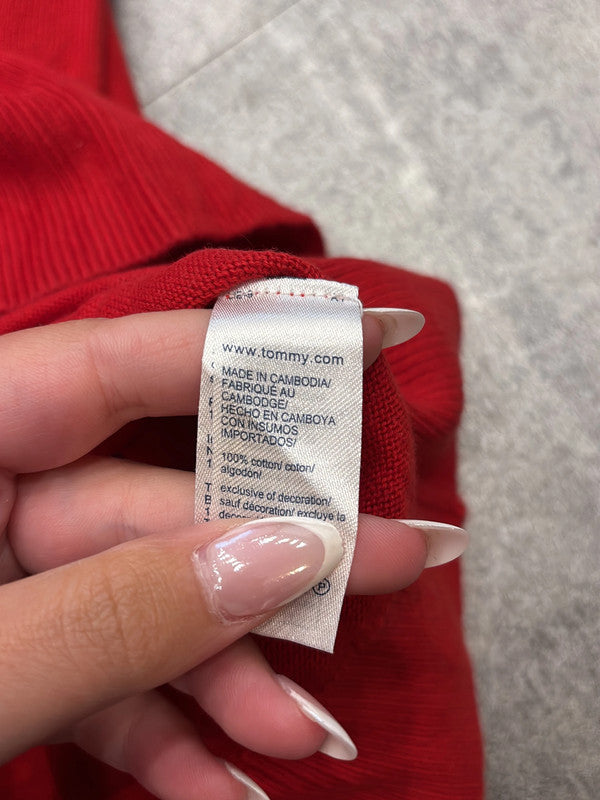 www.tommy.com
MADE IN CAMBODIA/
FABRIQUÉ AU
CAMBODGE/
HECHO EN CAMBOYA
CON INSUMOS
IMPORTADOS/
100% cotton/ coton/
algodón/
exclusive of decoration/
sauf décoration/ excluye la